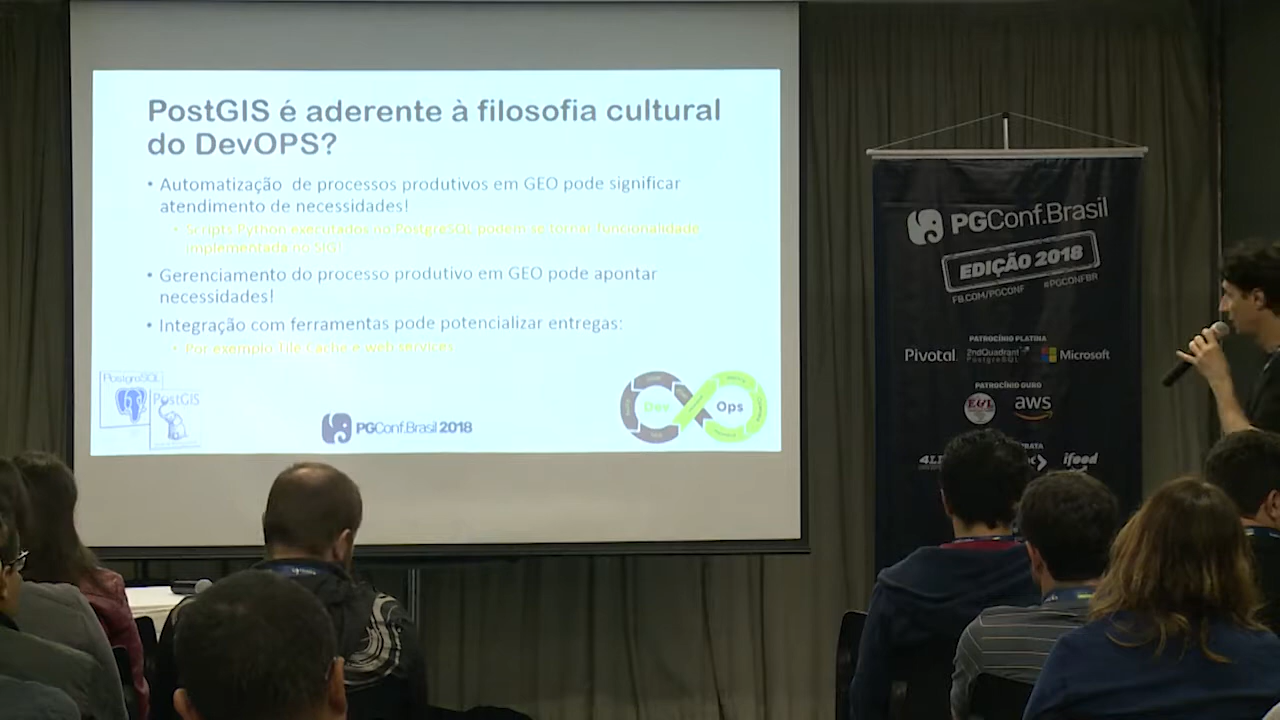 PostGIS é aderente à filosofia cultural
do DevOPS?
• Automatização de processos produtivos em GEO pode significar
atendimento de necessidades!
• Scripts Python executados no PostgreSQL podem se tornar funcionalidade
implementada no SIG!
• Gerenciamento do processo produtivo em GEO pode apontar
necessidades!
• Integração com ferramentas pode potencializar entregas:
• Por exemplo Tile Cache e web services
PostgreSQL
PostGIS
PGConf.Brasil 2018
Dev
Ops
PGConf.Brasil
EDIÇÃO 2018
FB.COM/PGCONF #PGCONFBR
PATROCÍNIO PLATINA
Pivotal 2ndQuadrant Microsoft
PostgreSQL
PATROCÍNIO OURO
aws
ifood